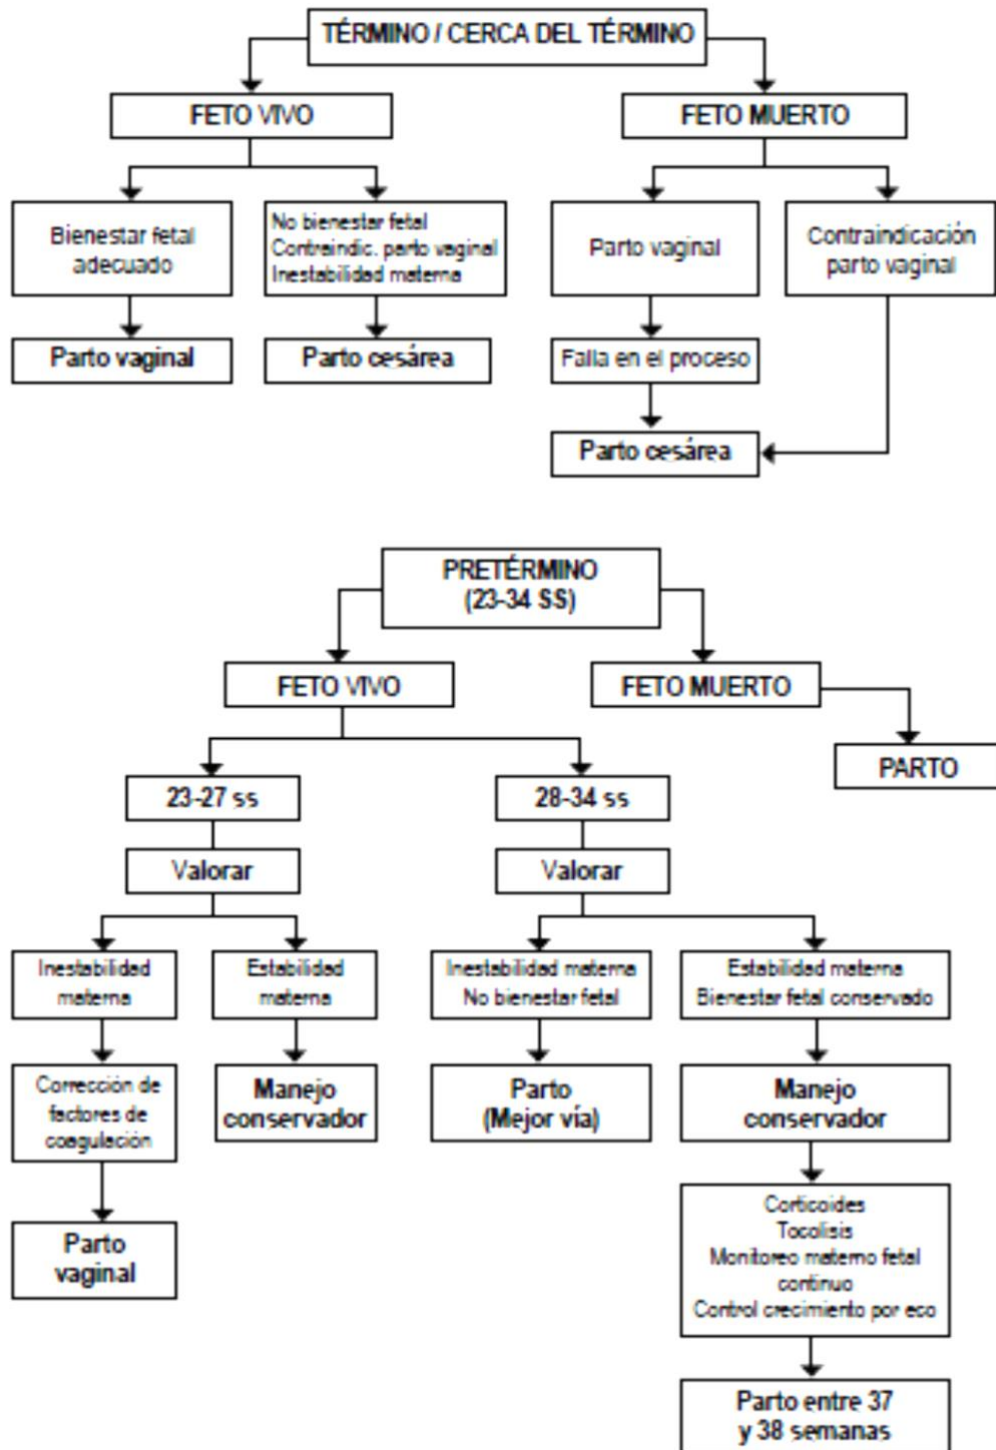 TÉRMINO / CERCA DEL TÉRMINO
FETO VIVO
FETO MUERTO
Bienestar fetal
adecuado
No bienestar fetal
Contraindic. parto vaginal
Inestabilidad materna
Parto vaginal
Contraindicación
parto vaginal
Parto vaginal
Parto cesárea
Falla en el proceso
Parto cesárea
PRETÉRMINO
(23-34 SS)
FETO VIVO
FETO MUERTO
PARTO
23-27 ss
28-34 ss
Valorar
Valorar
Inestabilidad
materna
Estabilidad
materna
Inestabilidad materna
No bienestar fetal
Estabilidad materna
Bienestar fetal conservado
Corrección de
factores de
coagulación
Manejo
conservador
Parto
(Mejor vía)
Manejo
conservador
Parto
vaginal
Corticoides
Tocolisis
Monitoreo materno fetal
continuo
Control crecimiento por eco
Parto entre 37
y 38 semanas